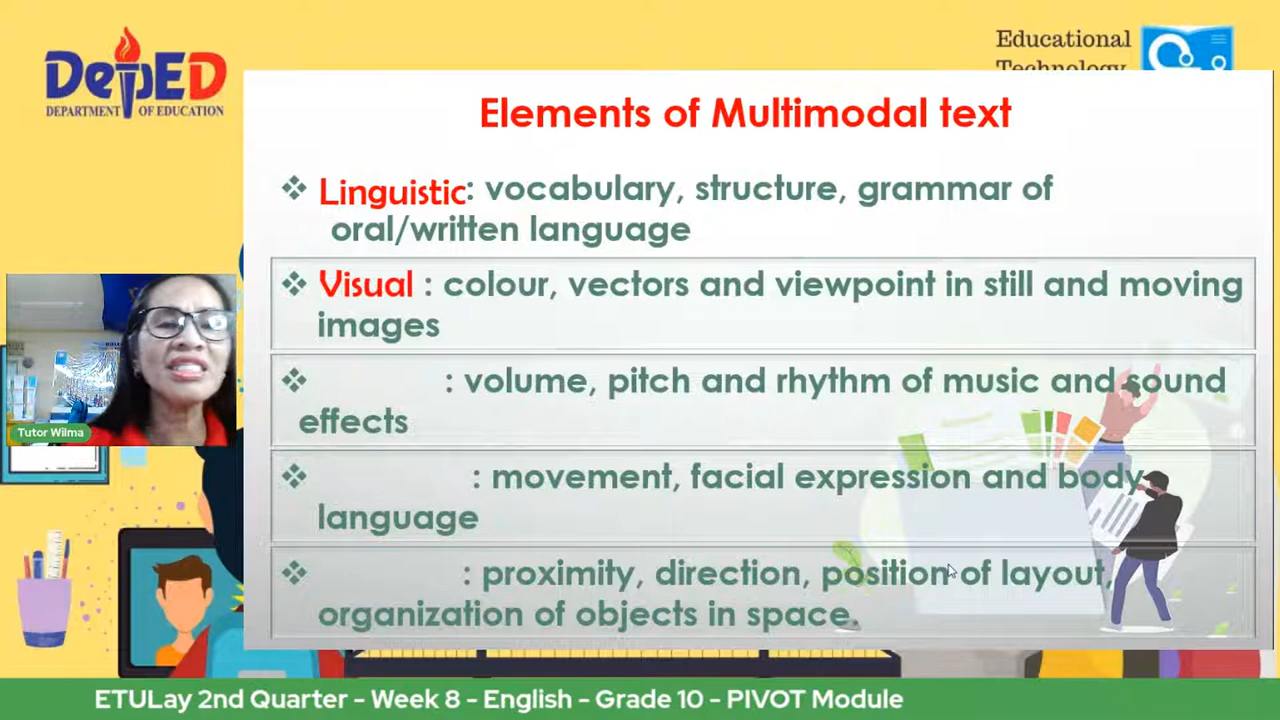 DepED
DEPARTMENT OF EDUCATION
Educational
Technology
Elements of Multimodal text
❖ Linguistic: vocabulary, structure, grammar of
oral/written language
❖ Visual : colour, vectors and viewpoint in still and moving
images
❖ : volume, pitch and rhythm of music and sound
effects
❖ : movement, facial expression and body
language
❖ : proximity, direction, position of layout,
organization of objects in space.
Tutor Wilma
ETULay 2nd Quarter - Week 8 - English - Grade 10 - PIVOT Module